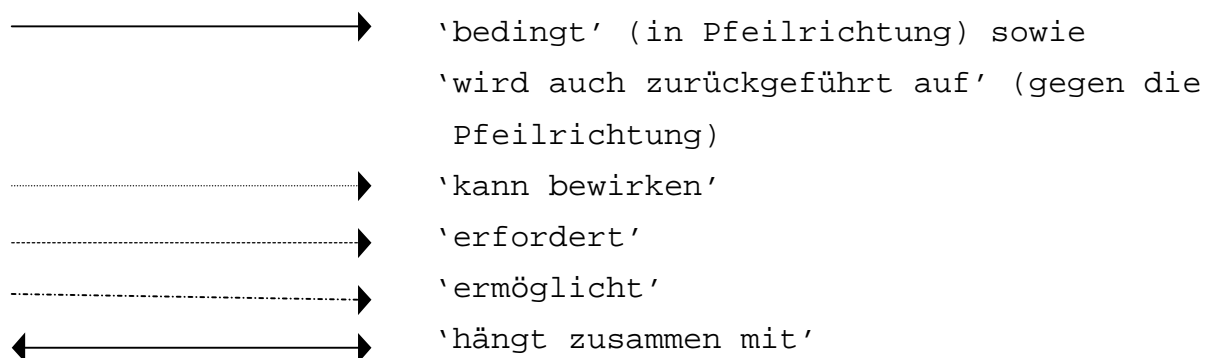 ‛bedingt’ (in Pfeilrichtung) sowie
‛wird auch zurückgeführt auf’ (gegen die
Pfeilrichtung)
‛kann bewirken’
‛erfordert’
‛ermöglicht’
‛hängt zusammen mit’